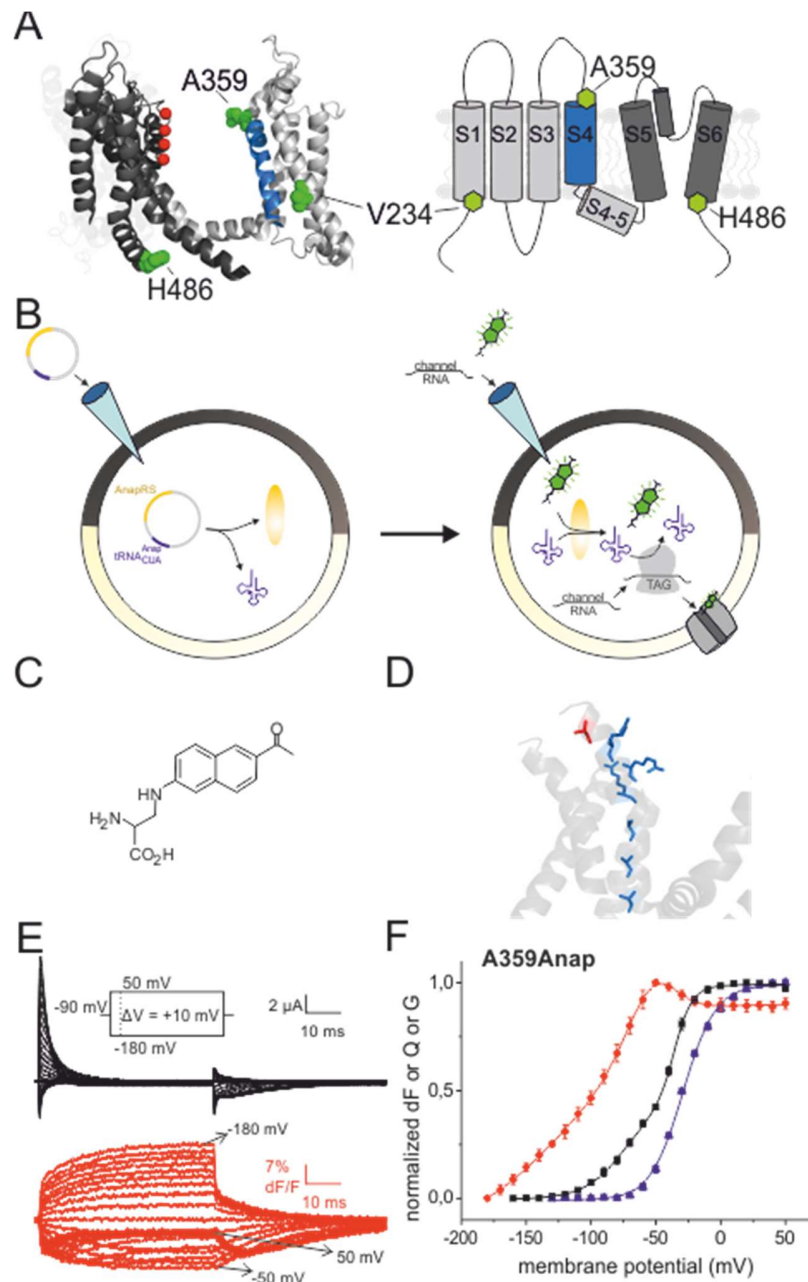 A
A359
V234
H486
A359
S1 S2 S3 S4 S5 S6
S4-5
H486
B
AnapRS
tRNA Anap CUA
channel
RNA
channel
RNA
TAG
C
O
HN
H₂N
CO₂H
D
E
50 mV
-90 mV
ΔV = +10 mV
-180 mV
2 µA
10 ms
-180 mV
7%
dF/F
10 ms
50 mV
-50 mV
F
A359Anap
normalized dF or Q or G
1,0
0,5
0,0
-200 -150 -100 -50 0 50
membrane potential (mV)